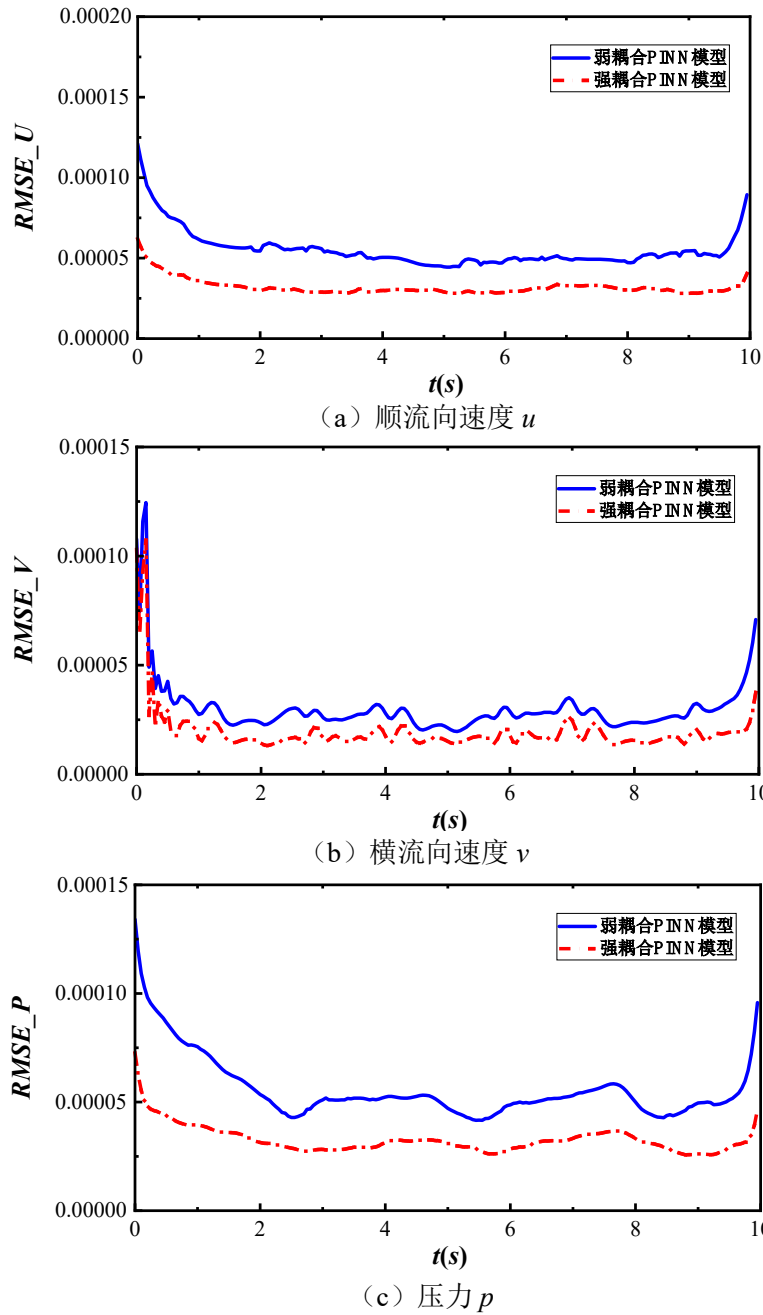 0.00020
0.00015
0.00010
0.00005
0.00000
RMSE_U
弱耦合PINN模型
强耦合PINN模型
0 2 4 6 8 10
t(s)
（a）顺流向速度 u
0.00015
0.00010
0.00005
0.00000
RMSE_V
弱耦合PINN模型
强耦合PINN模型
0 2 4 6 8 10
t(s)
（b）横流向速度 v
0.00015
0.00010
0.00005
0.00000
RMSE_P
弱耦合PINN模型
强耦合PINN模型
0 2 4 6 8 10
t(s)
（c）压力 p